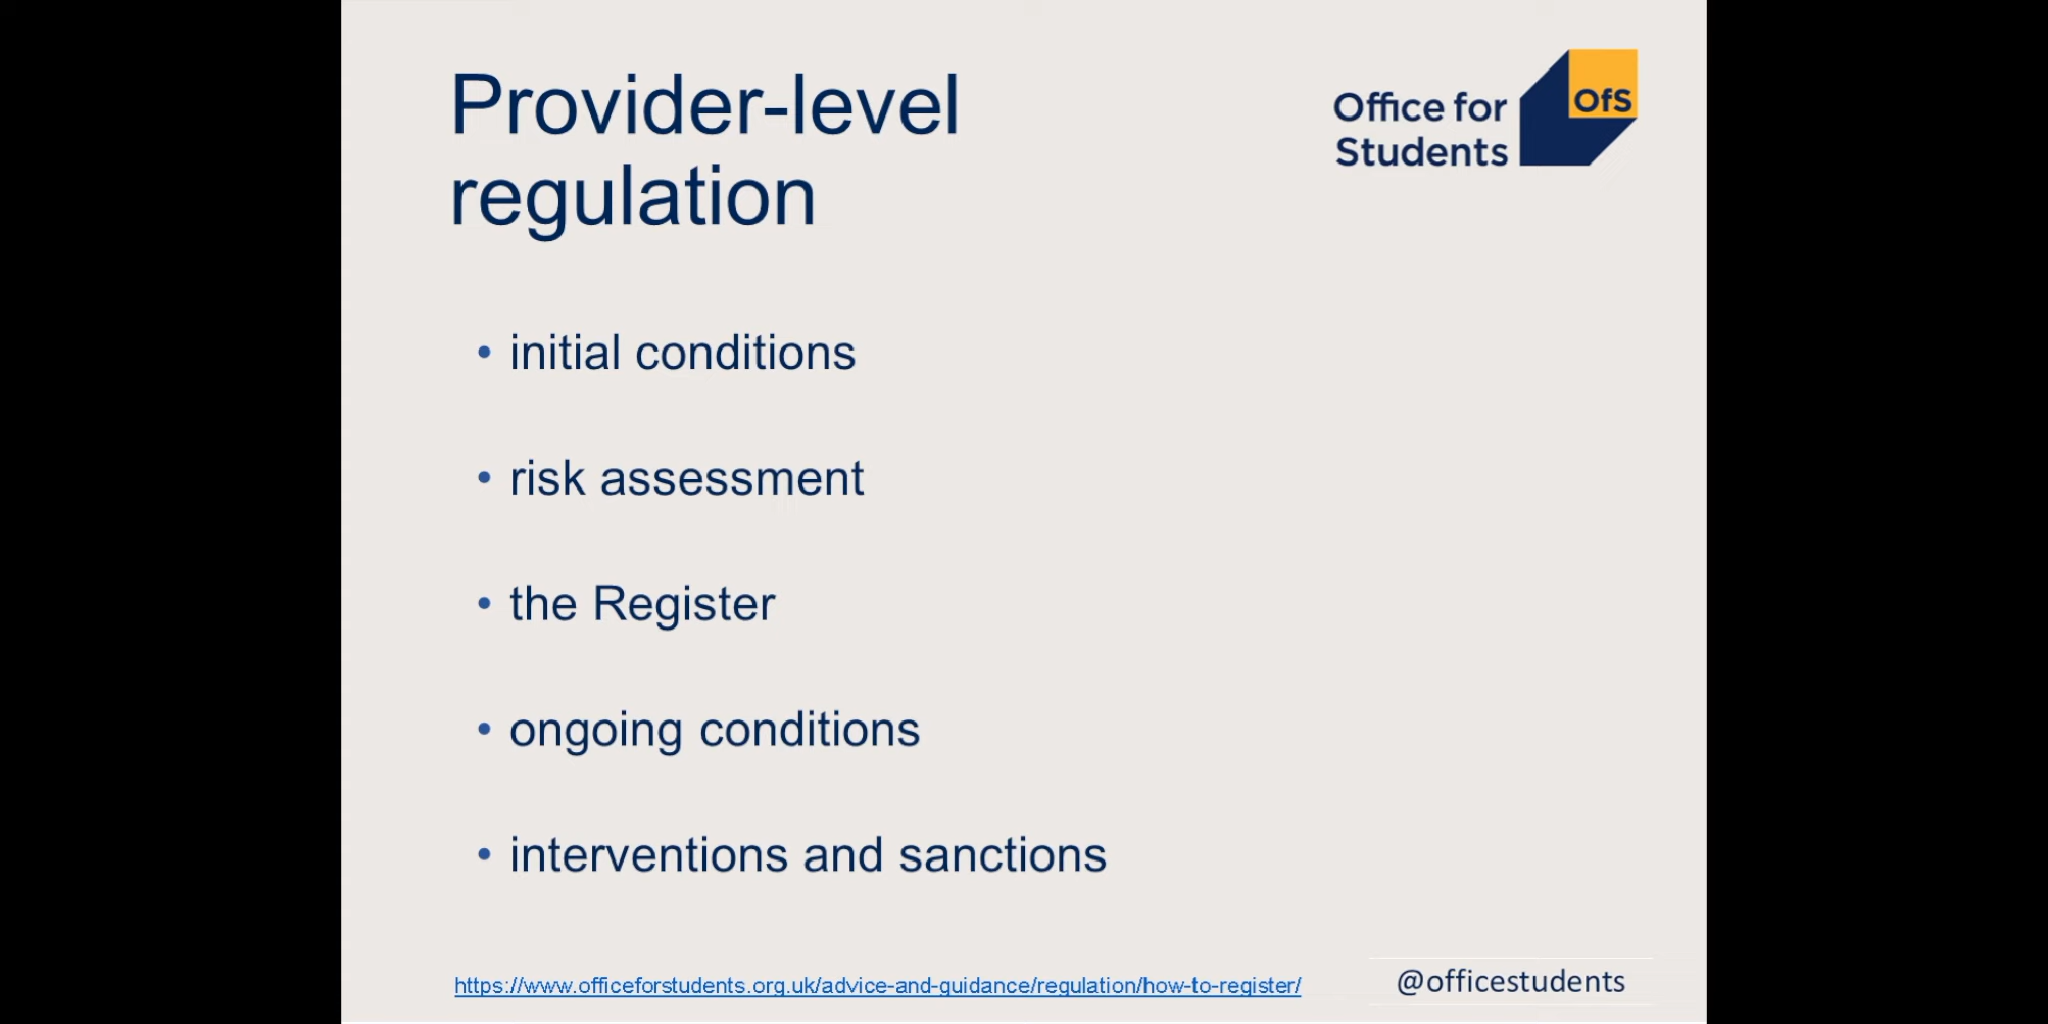 Provider-level
regulation
Office for
Students
OfS
• initial conditions
• risk assessment
• the Register
• ongoing conditions
• interventions and sanctions
https://www.officeforstudents.org.uk/advice-and-guidance/regulation/how-to-register/
@officestudents